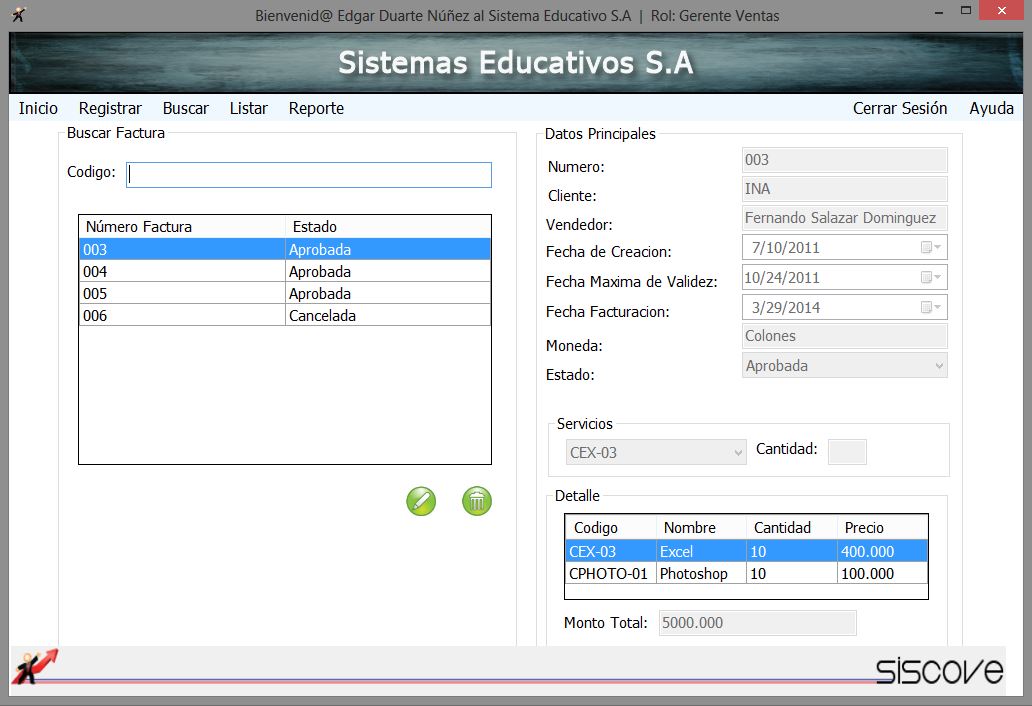 Bienvenid@ Edgar Duarte Núñez al Sistema Educativo S.A | Rol: Gerente Ventas
Sistemas Educativos S.A
Inicio Registrar Buscar Listar Reporte Cerrar Sesión Ayuda
Buscar Factura
Codigo:
Número Factura Estado
003 Aprobada
004 Aprobada
005 Aprobada
006 Cancelada
Datos Principales
Numero: 003
Cliente: INA
Vendedor: Fernando Salazar Dominguez
Fecha de Creacion: 7/10/2011
Fecha Maxima de Validez: 10/24/2011
Fecha Facturacion: 3/29/2014
Moneda: Colones
Estado: Aprobada
Servicios
CEX-03 Cantidad:
Detalle
Codigo Nombre Cantidad Precio
CEX-03 Excel 10 400.000
CPHOTO-01 Photoshop 10 100.000
Monto Total: 5000.000
siscove